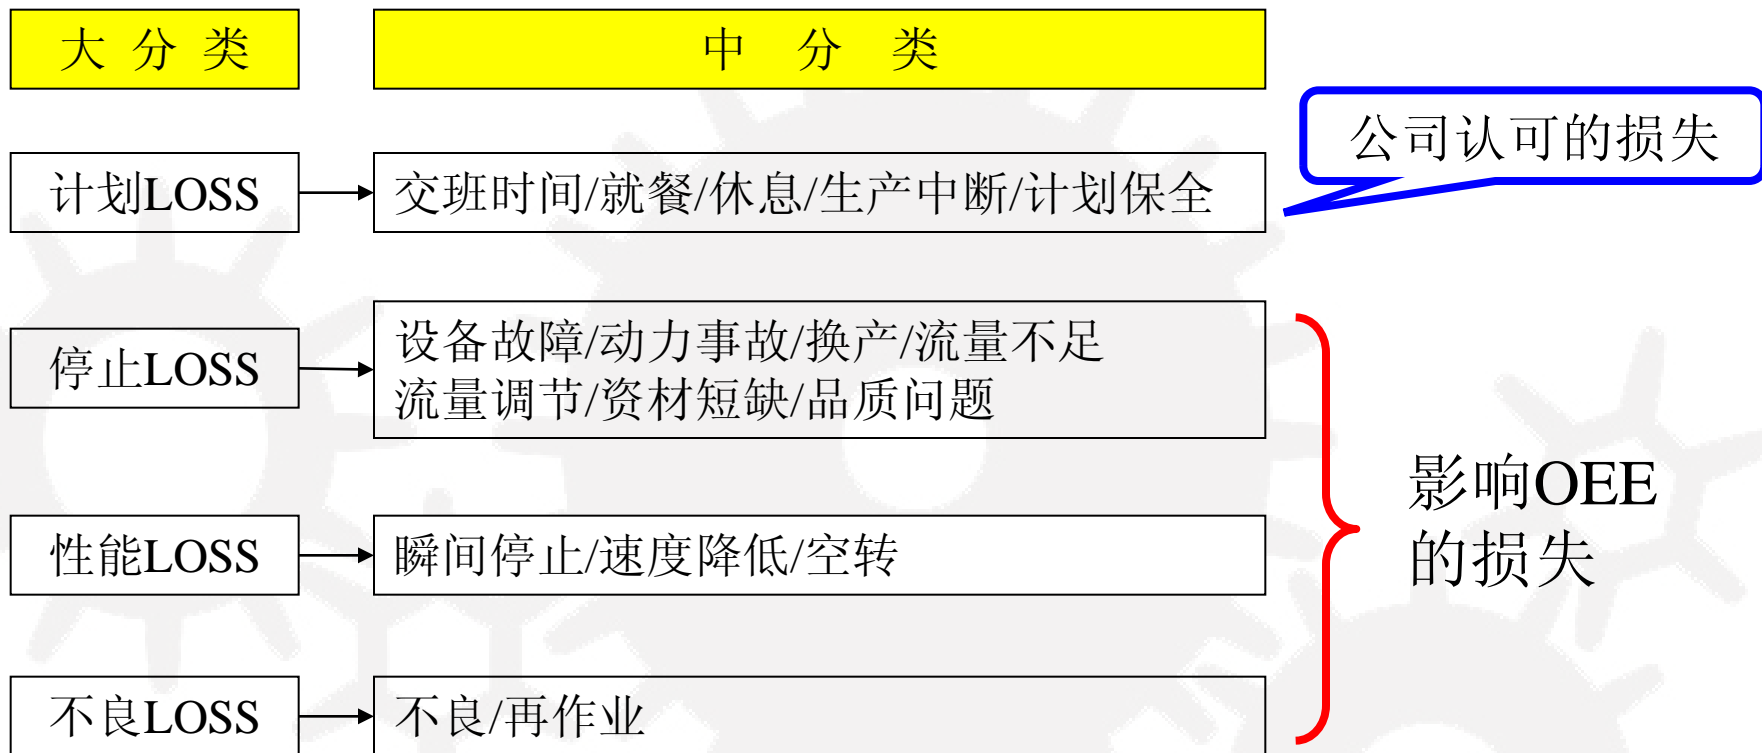 大 分 类
中 分 类
公司认可的损失
计划LOSS
交班时间/就餐/休息/生产中断/计划保全
停止LOSS
设备故障/动力事故/换产/流量不足
流量调节/资材短缺/品质问题
影响OEE
的损失
性能LOSS
瞬间停止/速度降低/空转
不良LOSS
不良/再作业